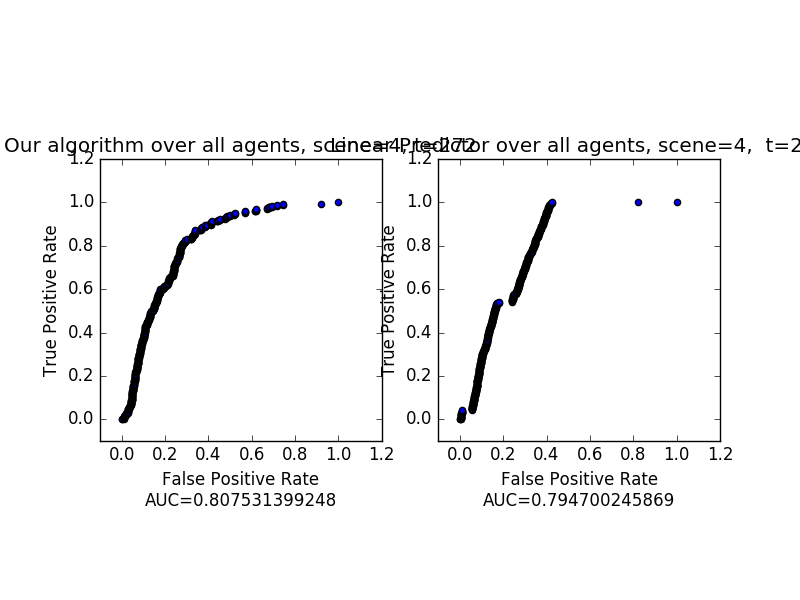 Our algorithm over all agents, scene=4, t=272
Linear Predictor over all agents, scene=4, t=2
1.2
1.0
0.8
0.6
0.4
0.2
0.0
True Positive Rate
0.0 0.2 0.4 0.6 0.8 1.0 1.2
False Positive Rate
AUC=0.807531399248
1.2
1.0
0.8
0.6
0.4
0.2
0.0
True Positive Rate
0.0 0.2 0.4 0.6 0.8 1.0 1.2
False Positive Rate
AUC=0.794700245869